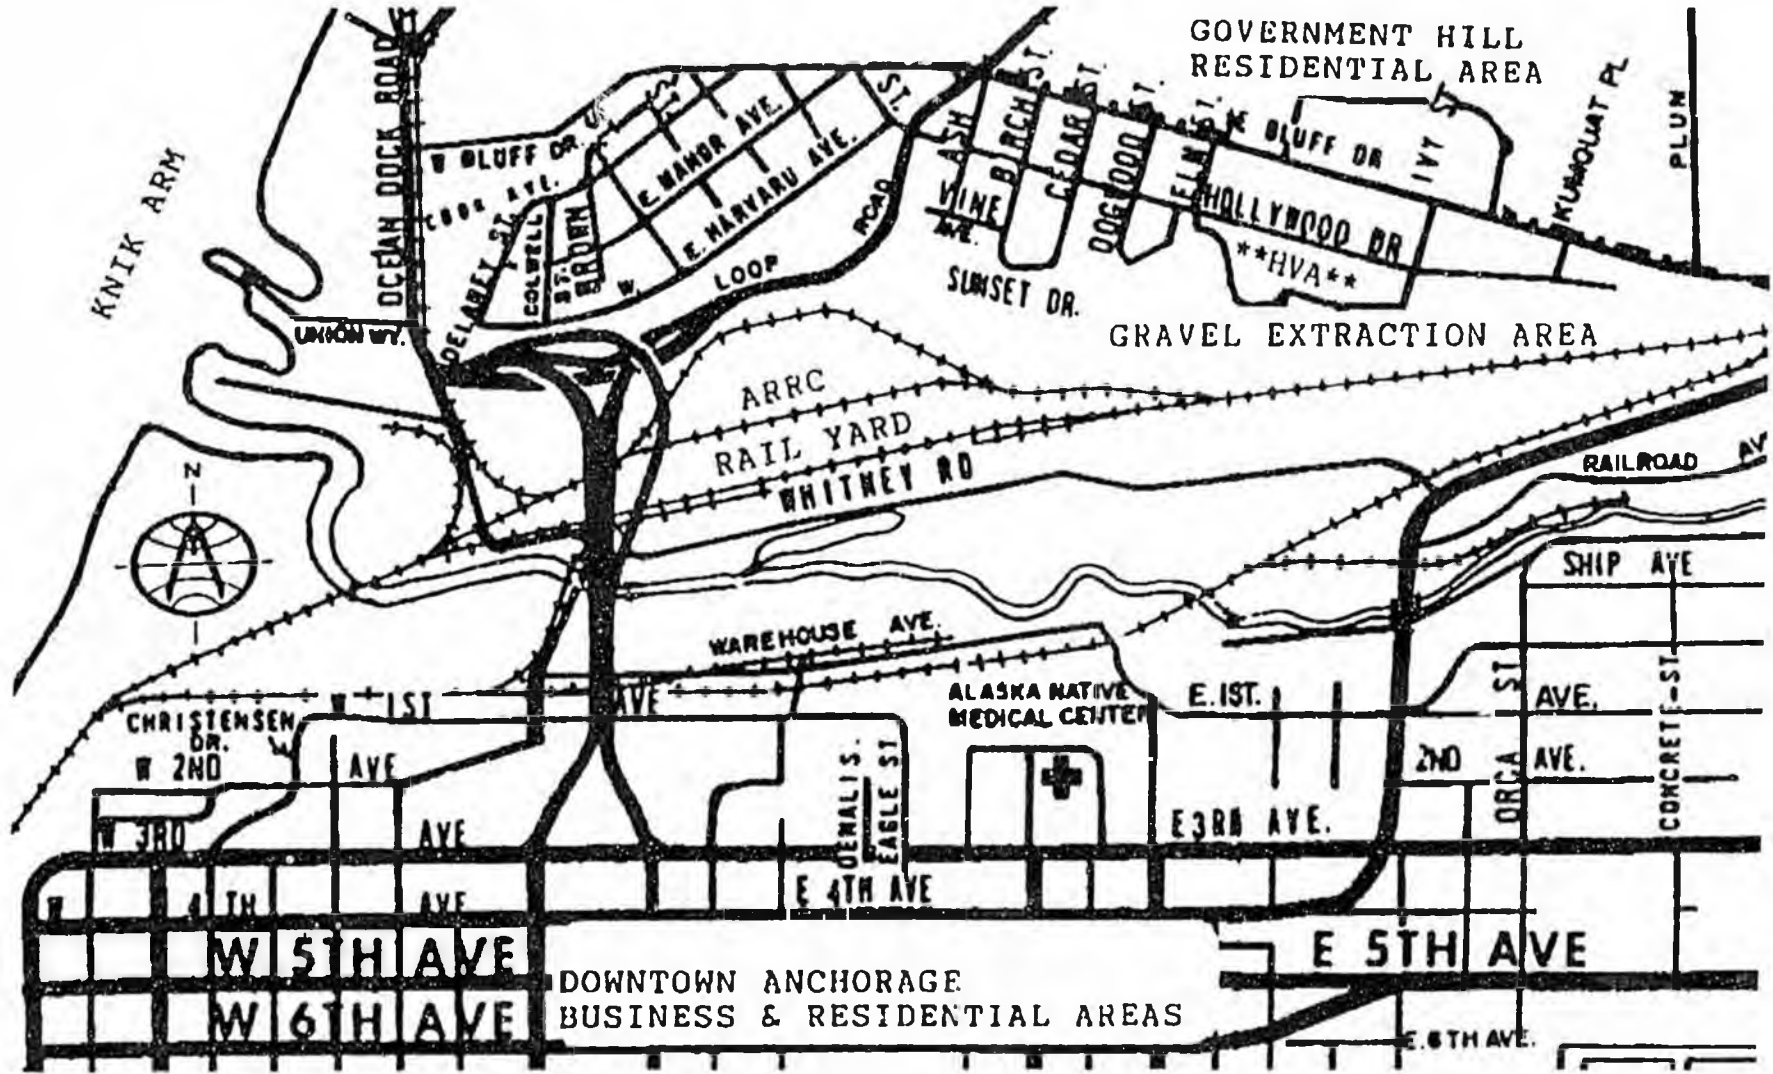 GOVERNMENT HILL
RESIDENTIAL AREA
KNIK ARM
OCEAN DOCK ROAD
W BLUFF DR.
COOK AVE.
E. MANOR AVE.
E. HARVARD AVE.
W.
ST.
DELANEY ST.
COLWELL
ST.
BROWN
LOOP
ROAD
ASH
BIRCH
ST.
CEDAR
ST.
DOGWOOD
ST.
ELM
ST.
E BLUFF DR
IVY
ST
KUMQUAT PL
PLUN
VINE
AVE.
HOLLYWOOD DR
**HVA**
SUNSET DR.
UNION WY.
GRAVEL EXTRACTION AREA
ARRC
RAIL YARD
WHITNEY RD
RAILROAD AV
N
SHIP AVE
WAREHOUSE AVE.
W 1ST AVE
ALASKA NATIVE
MEDICAL CENTER
E. 1ST.
AVE.
CHRISTENSEN
DR.
W 2ND AVE
2ND AVE.
ORCA ST
CONCRETE ST
DENALI S.
EAGLE ST
W 3RD AVE
E 3RD AVE.
W 4TH AVE
E 4TH AVE
W 5TH AVE
E 5TH AVE
DOWNTOWN ANCHORAGE
BUSINESS & RESIDENTIAL AREAS
W 6TH AVE
E. 6TH AVE.